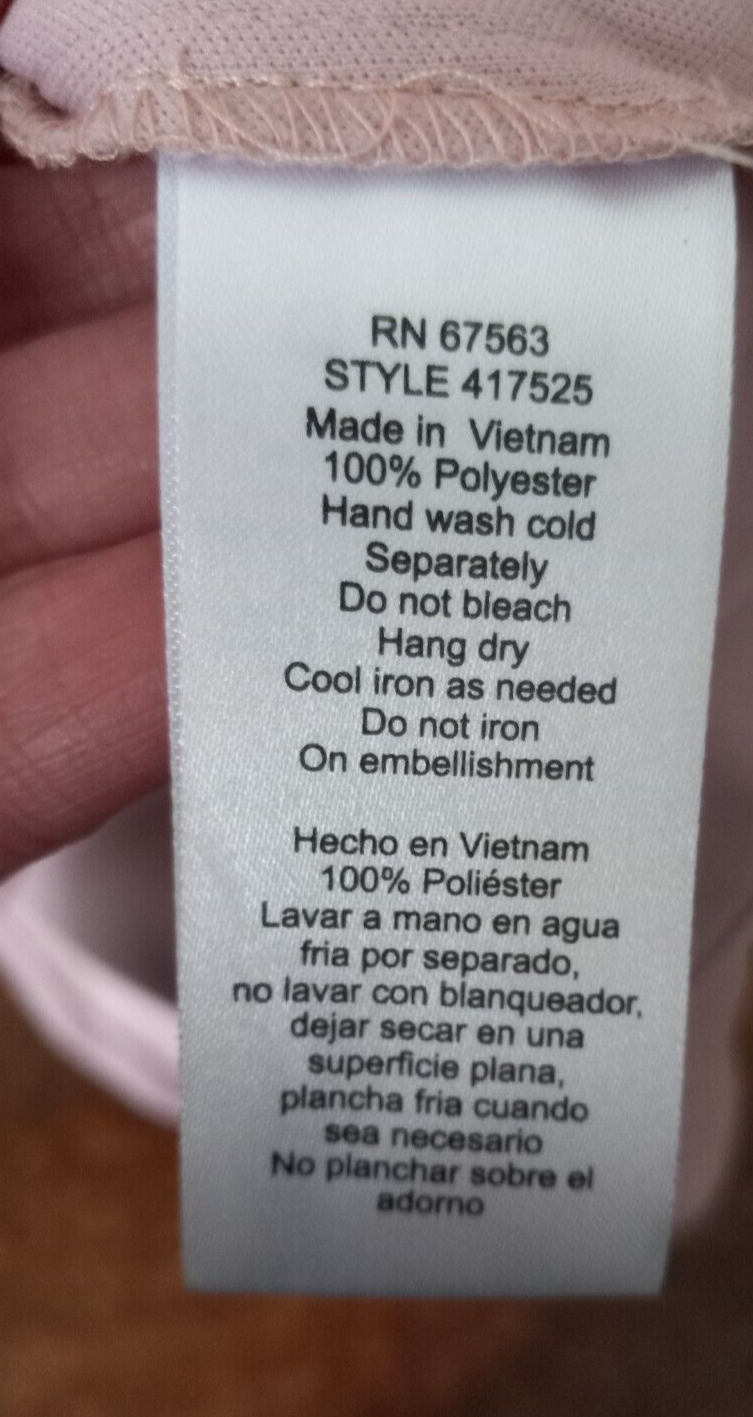 RN 67563
STYLE 417525
Made in Vietnam
100% Polyester
Hand wash cold
Separately
Do not bleach
Hang dry
Cool iron as needed
Do not iron
On embellishment
Hecho en Vietnam
100% Poliéster
Lavar a mano en agua
fria por separado,
no lavar con blanqueador,
dejar secar en una
superficie plana,
plancha fria cuando
sea necesario
No planchar sobre el
adorno